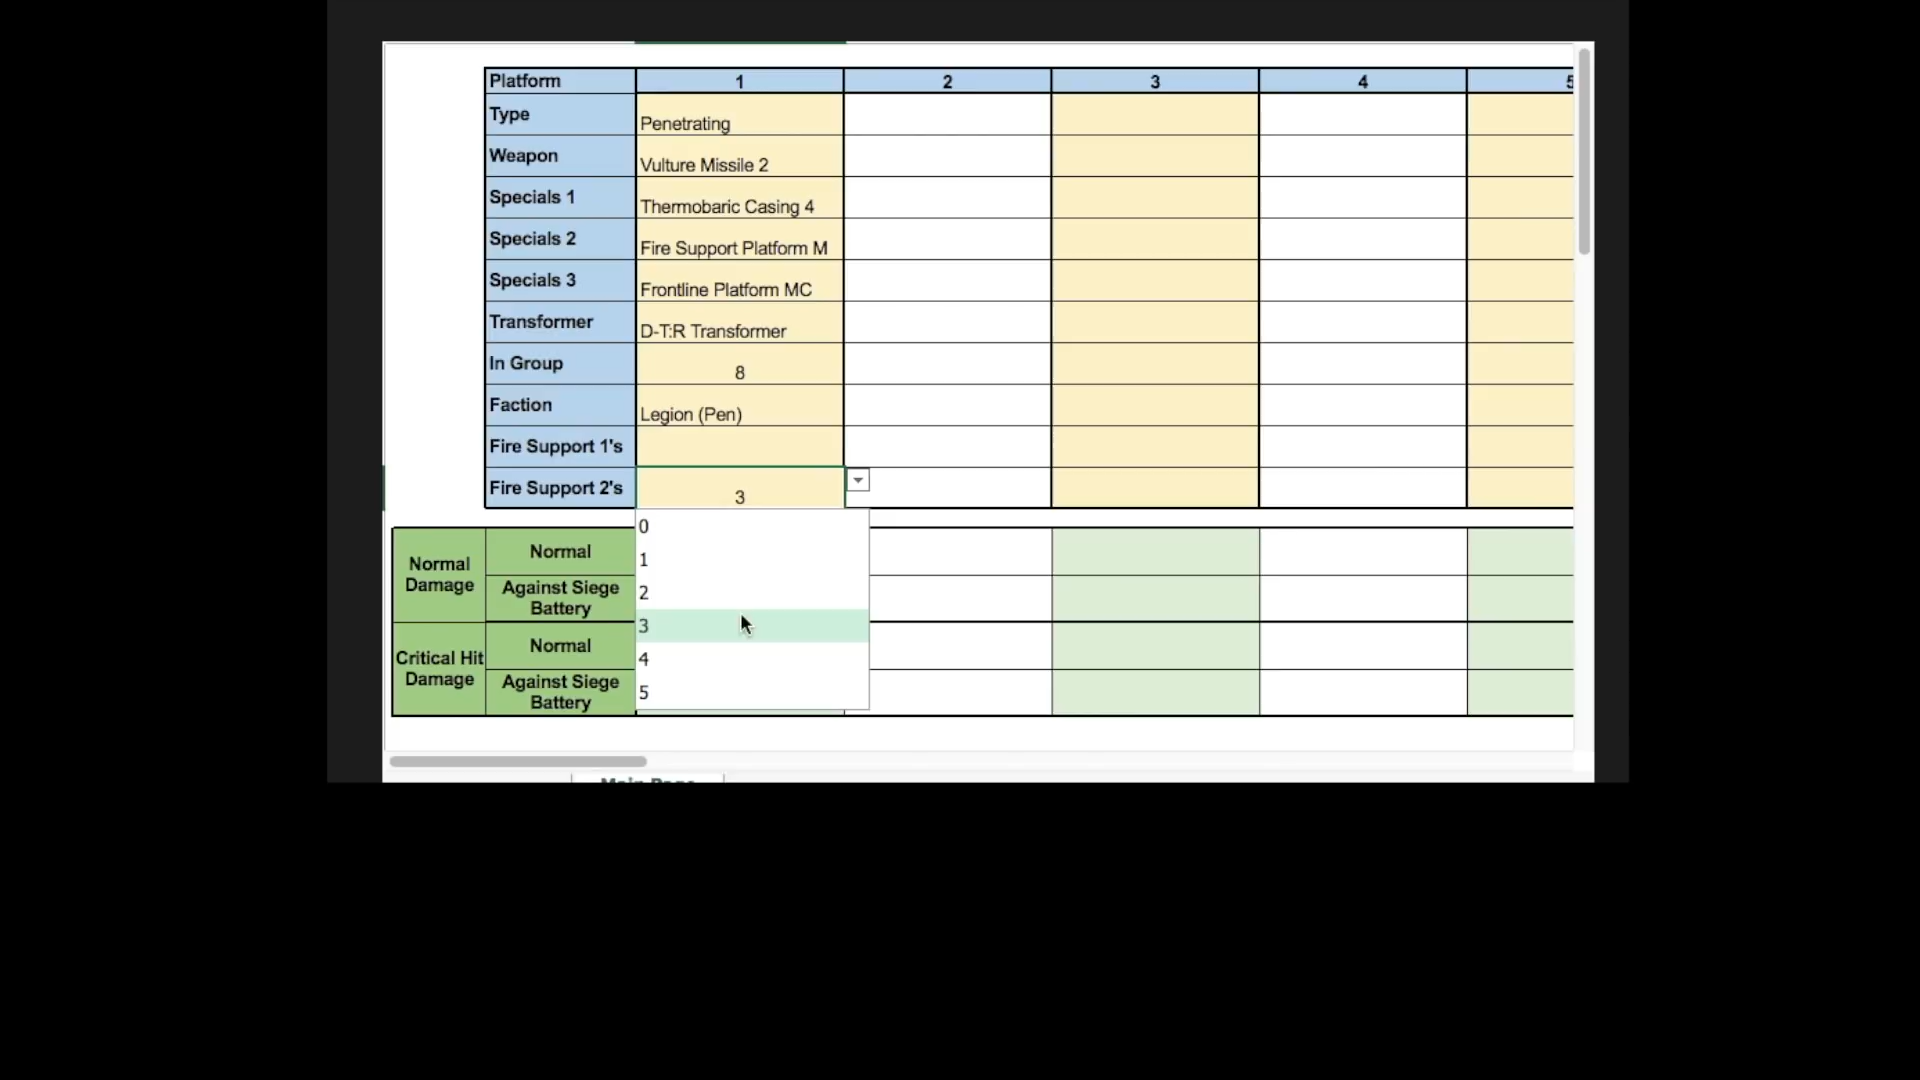 Platform 1 2 3 4 5
Type Penetrating
Weapon Vulture Missile 2
Specials 1 Thermobaric Casing 4
Specials 2 Fire Support Platform M
Specials 3 Frontline Platform MC
Transformer D-T:R Transformer
In Group 8
Faction Legion (Pen)
Fire Support 1's
Fire Support 2's 3
0
1
2
3
4
5
Normal Damage
Normal
Against Siege Battery
Critical Hit Damage
Normal
Against Siege Battery
Main Page